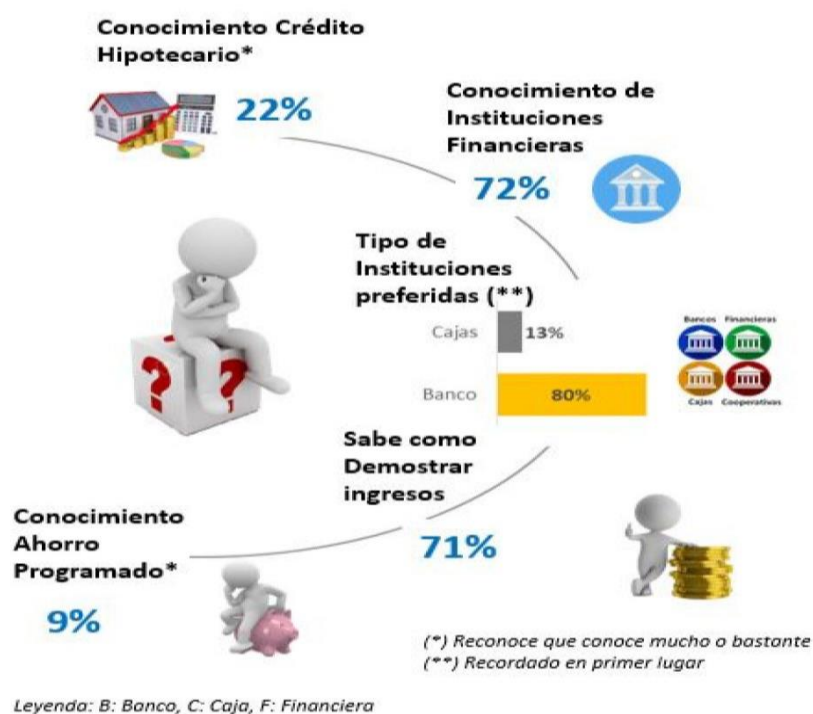 Conocimiento Crédito
Hipotecario*
22%
Conocimiento de
Instituciones
Financieras
72%
Tipo de
Instituciones
preferidas (**)
Cajas
13%
Banco
80%
Bancos Financieras
Cajas Cooperativas
? ?
Sabe como
Demostrar
ingresos
71%
Conocimiento
Ahorro
Programado*
9%
(*) Reconoce que conoce mucho o bastante
(**) Recordado en primer lugar
Leyenda: B: Banco, C: Caja, F: Financiera